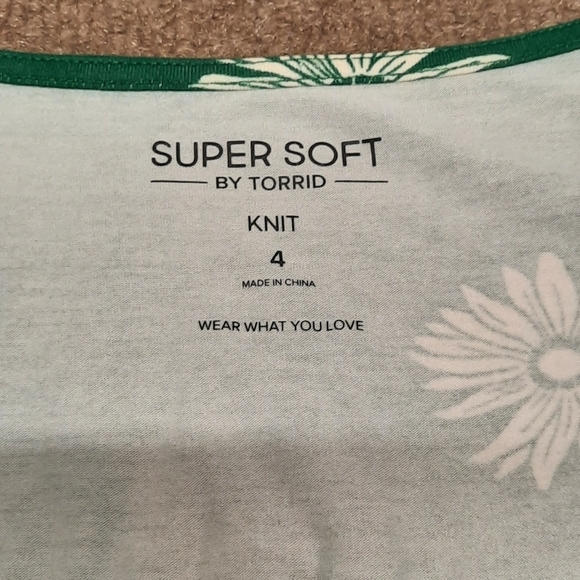 SUPER SOFT
BY TORRID
KNIT
4
MADE IN CHINA
WEAR WHAT YOU LOVE